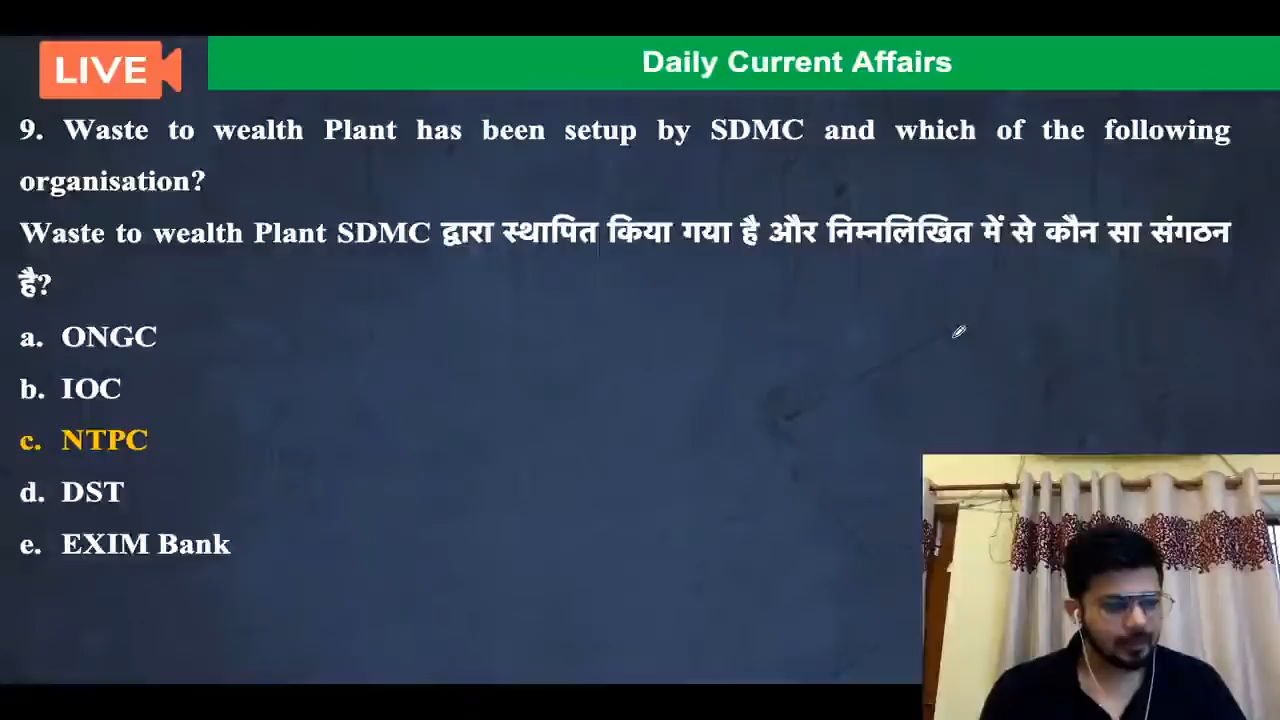 LIVE
Daily Current Affairs
9. Waste to wealth Plant has been setup by SDMC and which of the following
organisation?
Waste to wealth Plant SDMC द्वारा स्थापित किया गया है और निम्नलिखित में से कौन सा संगठन
है?
a. ONGC
b. IOC
c. NTPC
d. DST
e. EXIM Bank